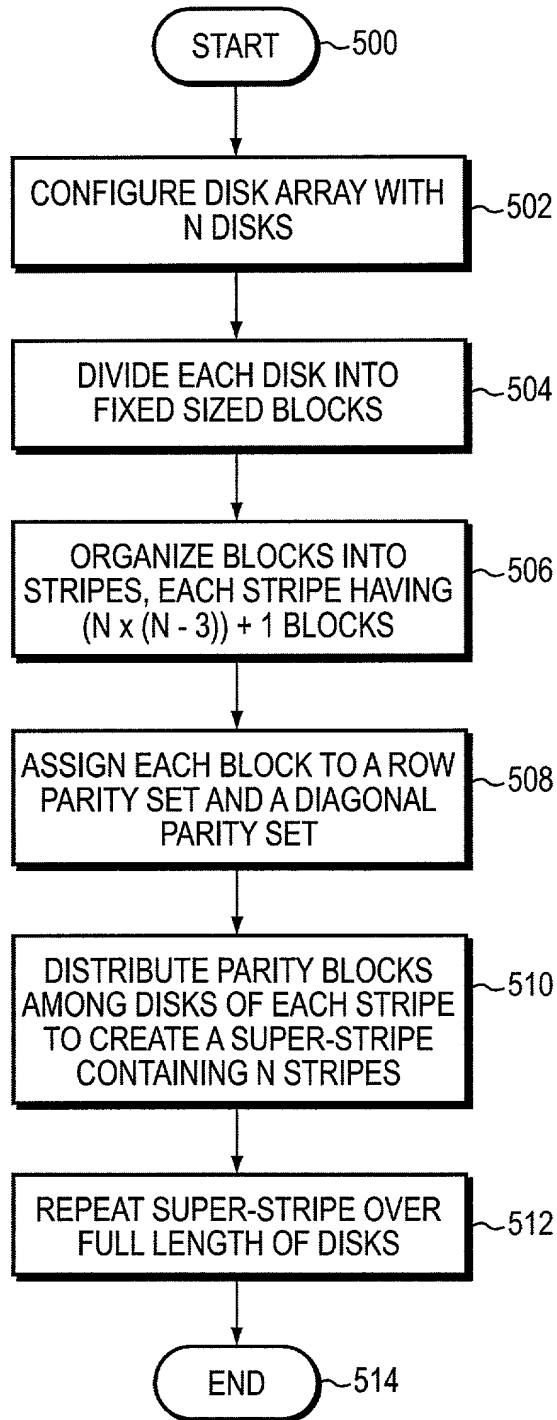 START
500
CONFIGURE DISK ARRAY WITH
N DISKS
502
DIVIDE EACH DISK INTO
FIXED SIZED BLOCKS
504
ORGANIZE BLOCKS INTO
STRIPES, EACH STRIPE HAVING
(N x (N - 3)) + 1 BLOCKS
506
ASSIGN EACH BLOCK TO A ROW
PARITY SET AND A DIAGONAL
PARITY SET
508
DISTRIBUTE PARITY BLOCKS
AMONG DISKS OF EACH STRIPE
TO CREATE A SUPER-STRIPE
CONTAINING N STRIPES
510
REPEAT SUPER-STRIPE OVER
FULL LENGTH OF DISKS
512
END
514